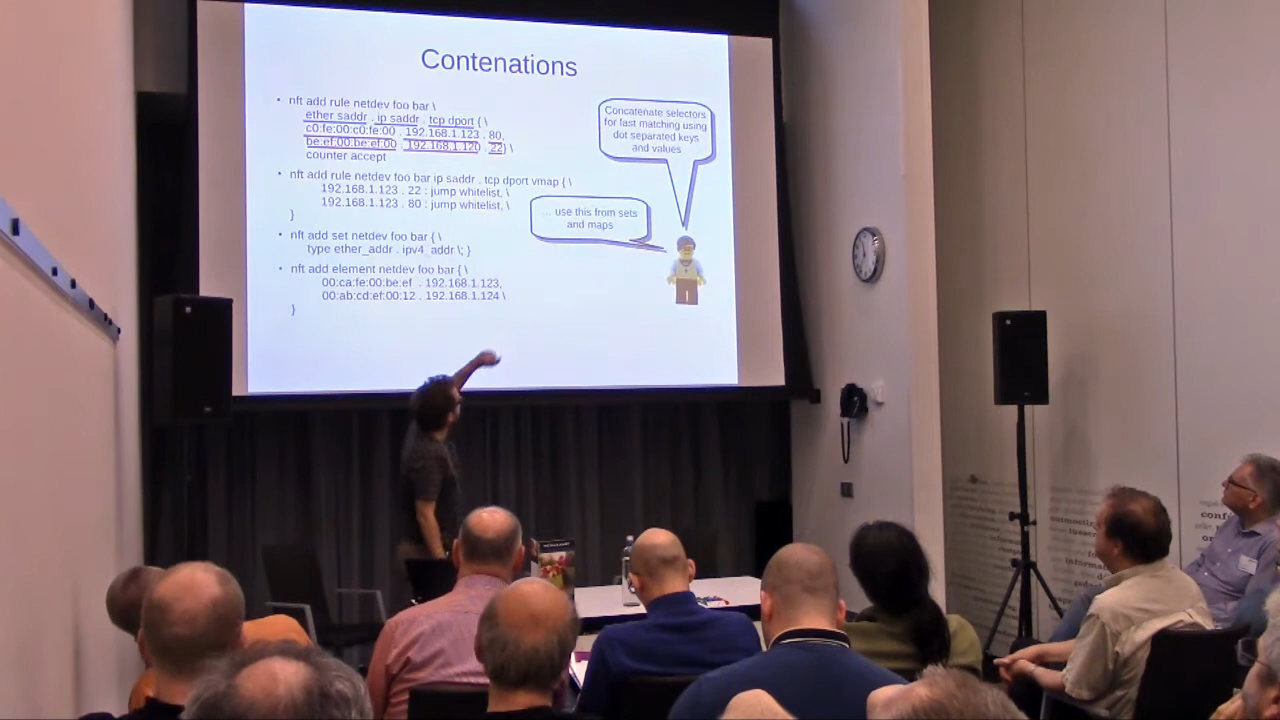 Contenations
• nft add rule netdev foo bar \
ether saddr . ip saddr . tcp dport { \
c0:fe:00:c0:fe:00 . 192.168.1.123 . 80,
be:ef:00:be:ef:00 . 192.168.1.120 . 22} \
counter accept
• nft add rule netdev foo bar ip saddr . tcp dport vmap { \
192.168.1.123 . 22 : jump whitelist, \
192.168.1.123 . 80 : jump whitelist, \
}
• nft add set netdev foo bar { \
type ether_addr . ipv4_addr \; }
• nft add element netdev foo bar { \
00:ca:fe:00:be:ef . 192.168.1.123,
00:ab:cd:ef:00:12 . 192.168.1.124 \
}
Concatenate selectors
for fast matching using
dot separated keys
and values
... use this from sets
and maps